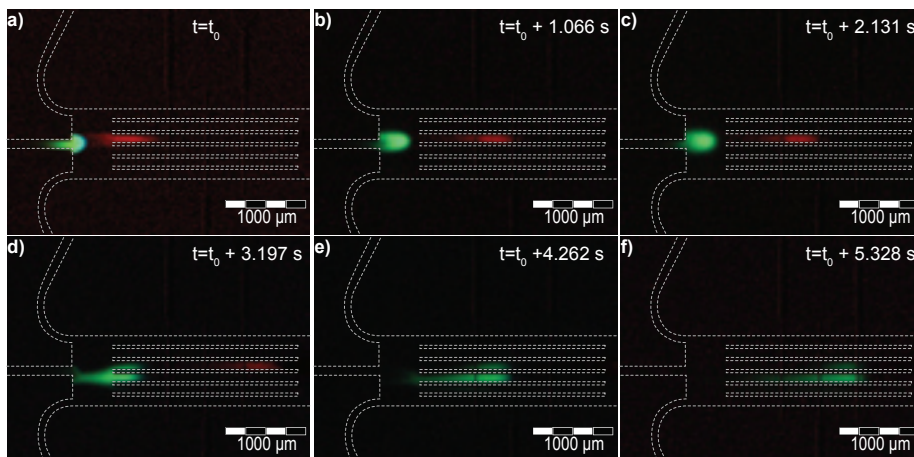 a) t=t₀
b) t=t₀ + 1.066 s
c) t=t₀ + 2.131 s
1000 µm
1000 µm
1000 µm
d) t=t₀ + 3.197 s
e) t=t₀ +4.262 s
f) t=t₀ + 5.328 s
1000 µm
1000 µm
1000 µm